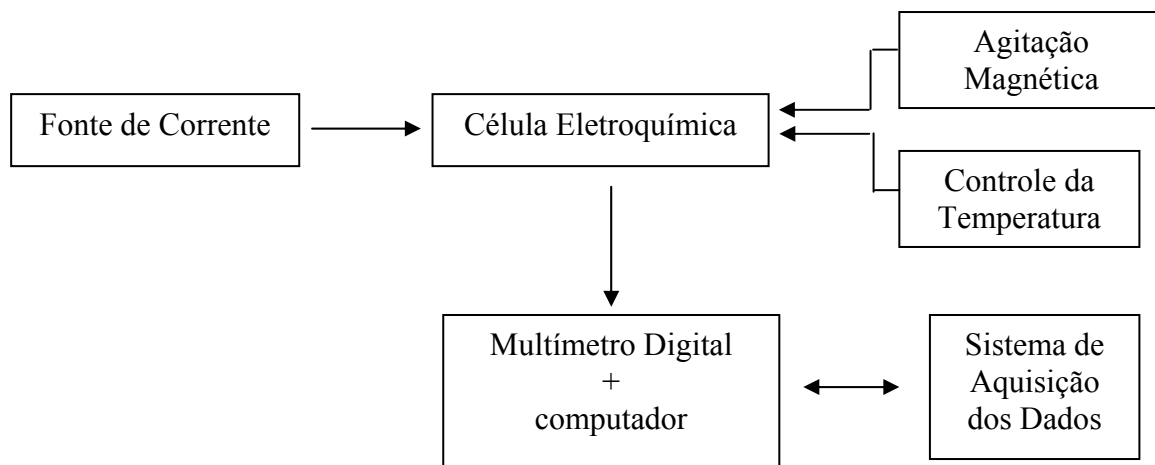 Agitação
Magnética
Fonte de Corrente
Célula Eletroquímica
Controle da
Temperatura
Multímetro Digital
+
computador
Sistema de
Aquisição
dos Dados